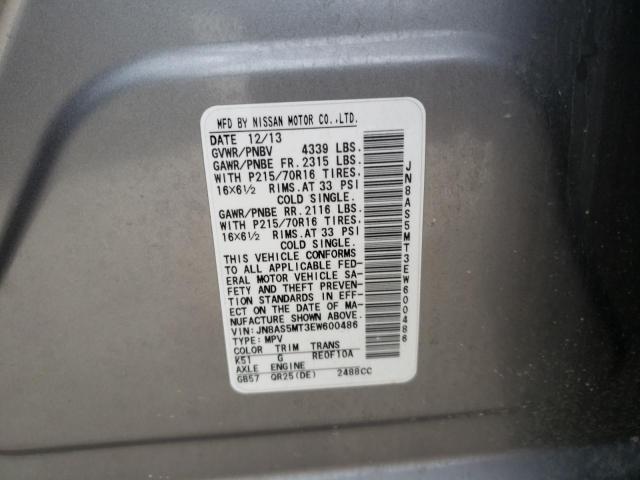 MFD BY NISSAN MOTOR CO.,LTD.
DATE 12/13
GVWR/PNBV 4339 LBS.
GAWR/PNBE FR. 2315 LBS.
WITH P215/70R16 TIRES.
16X6½ RIMS.AT 33 PSI
COLD SINGLE.
GAWR/PNBE RR. 2116 LBS.
WITH P215/70R16 TIRES.
16X6½ RIMS.AT 33 PSI
COLD SINGLE.
THIS VEHICLE CONFORMS
TO ALL APPLICABLE FED-
ERAL MOTOR VEHICLE SA-
FETY AND THEFT PREVEN-
TION STANDARDS IN EFF-
ECT ON THE DATE OF MA-
NUFACTURE SHOWN ABOVE.
VIN: JN8AS5MT3EW600486
TYPE: MPV
COLOR TRIM TRANS
K51 G RE0F10A
AXLE ENGINE
GB57 QR25(DE) 2488CC
JN8AS5MT3EW600486